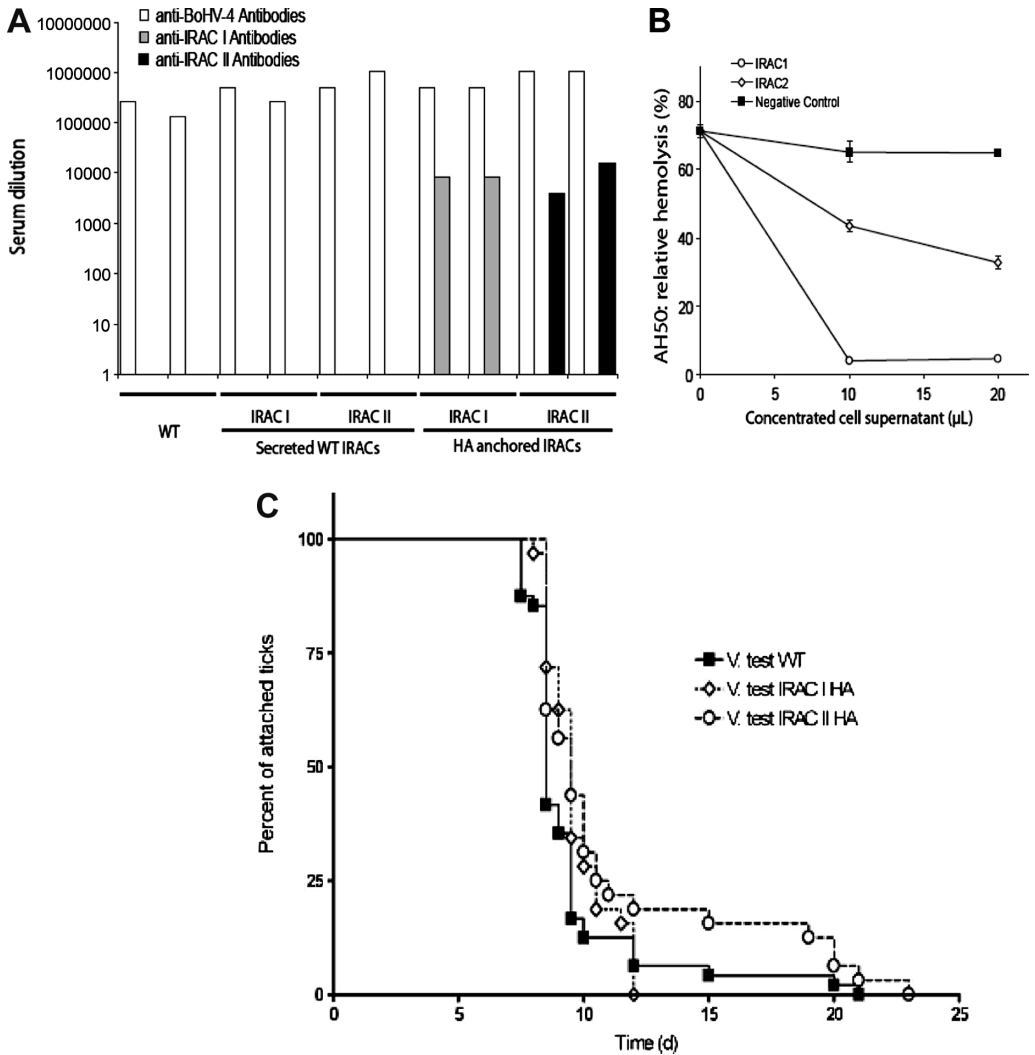 A
anti-BoHV-4 Antibodies
anti-IRAC I Antibodies
anti-IRAC II Antibodies
10000000
1000000
100000
10000
1000
100
10
1
Serum dilution
WT
IRAC I
IRAC II
IRAC I
IRAC II
Secreted WT IRACs
HA anchored IRACs
B
IRAC1
IRAC2
Negative Control
80
60
40
20
0
AH50: relative hemolysis (%)
0
5
10
15
20
Concentrated cell supernatant (µL)
C
100
75
50
25
0
Percent of attached ticks
V. test WT
V. test IRAC I HA
V. test IRAC II HA
0
5
10
15
20
25
Time (d)